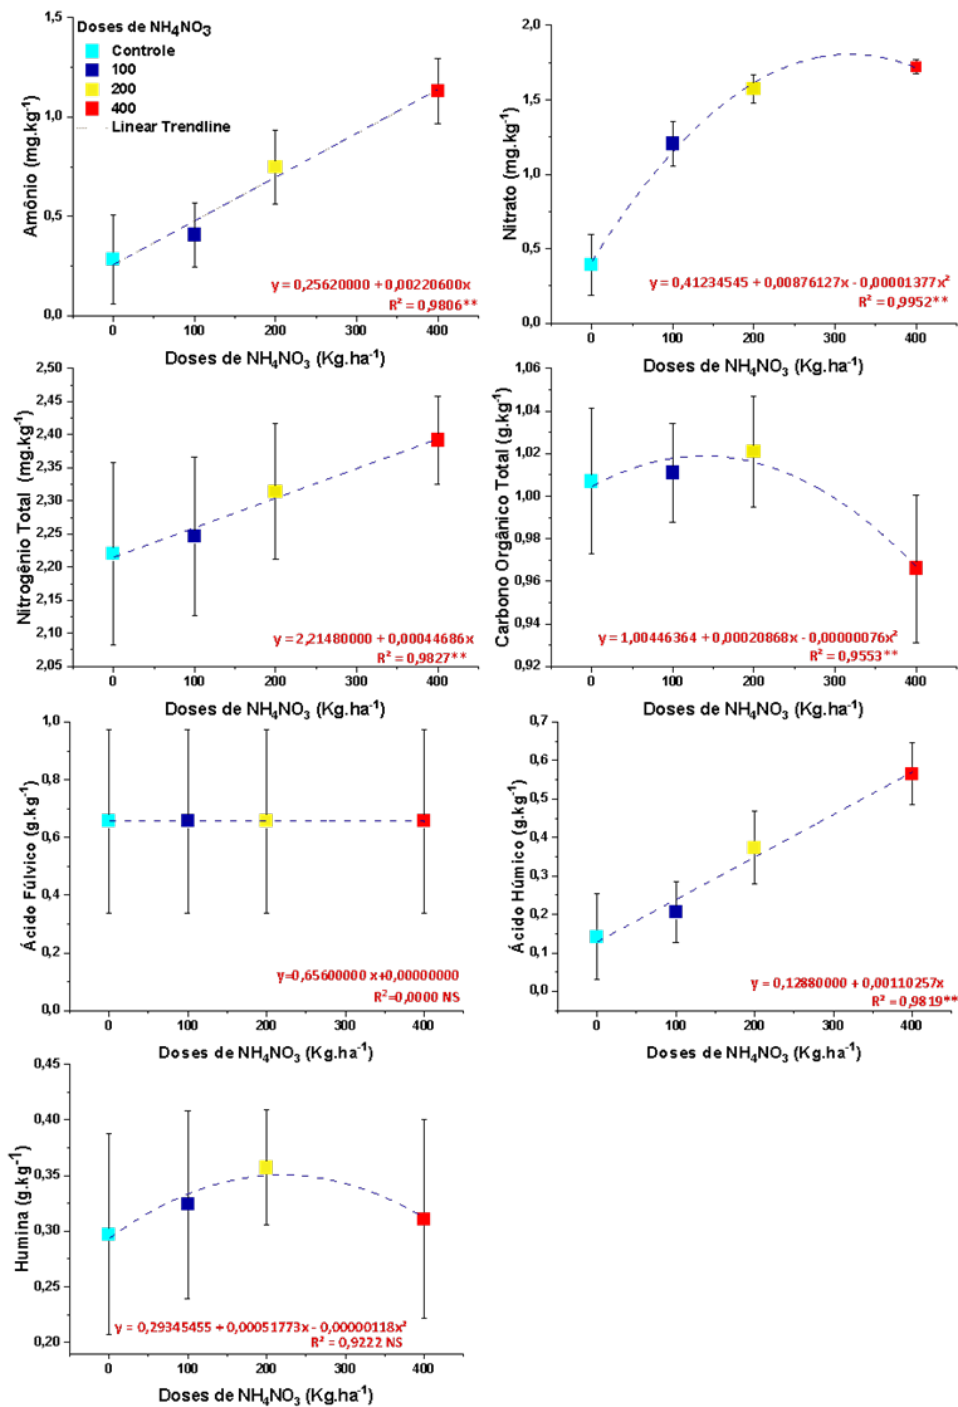 Doses de NH₄NO₃
Controle
100
200
400
Linear Trendline
Amônio (mg.kg⁻¹)
1,5
1,0
0,5
0,0
y = 0,25620000 + 0,00220600x
R² = 0,9806**
0 100 200 300 400
Doses de NH₄NO₃ (Kg.ha⁻¹)
Nitrato (mg.kg⁻¹)
2,0
1,5
1,0
0,5
0,0
y = 0,41234545 + 0,00876127x - 0,00001377x²
R² = 0,9952**
0 100 200 300 400
Doses de NH₄NO₃ (Kg.ha⁻¹)
Nitrogênio Total (mg.kg⁻¹)
2,50
2,45
2,40
2,35
2,30
2,25
2,20
2,15
2,10
2,05
y = 2,21480000 + 0,00044686x
R² = 0,9827**
0 100 200 300 400
Doses de NH₄NO₃ (Kg.ha⁻¹)
Carbono Orgânico Total (g.kg⁻¹)
1,06
1,04
1,02
1,00
0,98
0,96
0,94
0,92
y = 1,00446364 + 0,00020868x - 0,00000076x²
R² = 0,9553**
0 100 200 300 400
Doses de NH₄NO₃ (Kg.ha⁻¹)
Ácido Fúlvico (g.kg⁻¹)
1,0
0,8
0,6
0,4
0,2
0,0
y=0,65600000 x+0,00000000
R²=0,0000 NS
0 100 200 300 400
Doses de NH₄NO₃ (Kg.ha⁻¹)
Ácido Húmico (g.kg⁻¹)
0,7
0,6
0,5
0,4
0,3
0,2
0,1
0,0
y = 0,12880000 + 0,00110257x
R² = 0,9819**
0 100 200 300 400
Doses de NH₄NO₃ (Kg.ha⁻¹)
Humina (g.kg⁻¹)
0,45
0,40
0,35
0,30
0,25
0,20
y = 0,29345455 + 0,00051773x - 0,00000118x²
R² = 0,9222 NS
0 100 200 300 400
Doses de NH₄NO₃ (Kg.ha⁻¹)